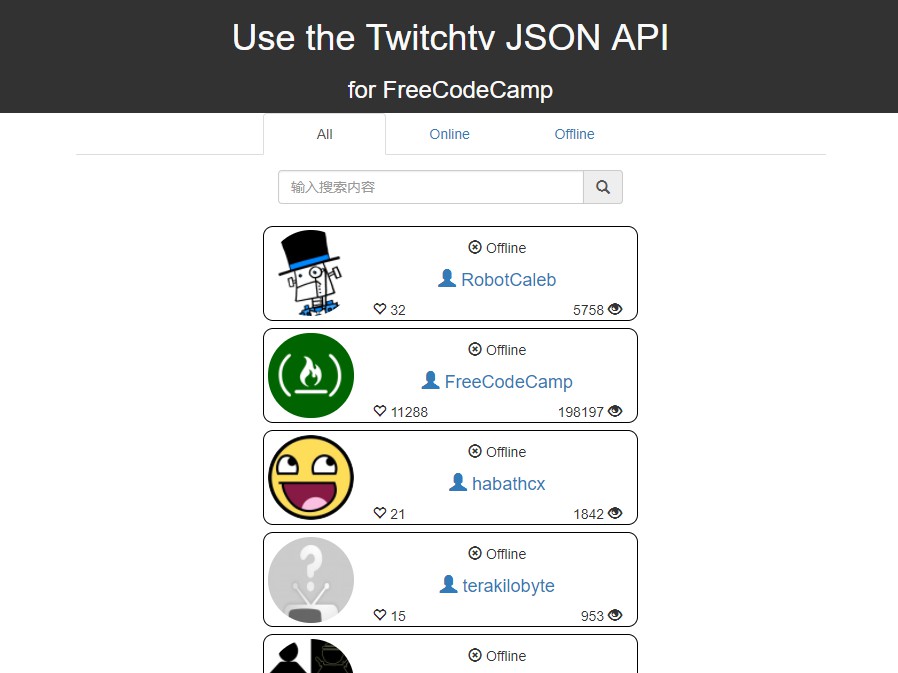 Use the Twitchtv JSON API
for FreeCodeCamp
All Online Offline
输入搜索内容
Offline
RobotCaleb
32 5758
Offline
FreeCodeCamp
11288 198197
Offline
habathcx
21 1842
Offline
terakilobyte
15 953
Offline